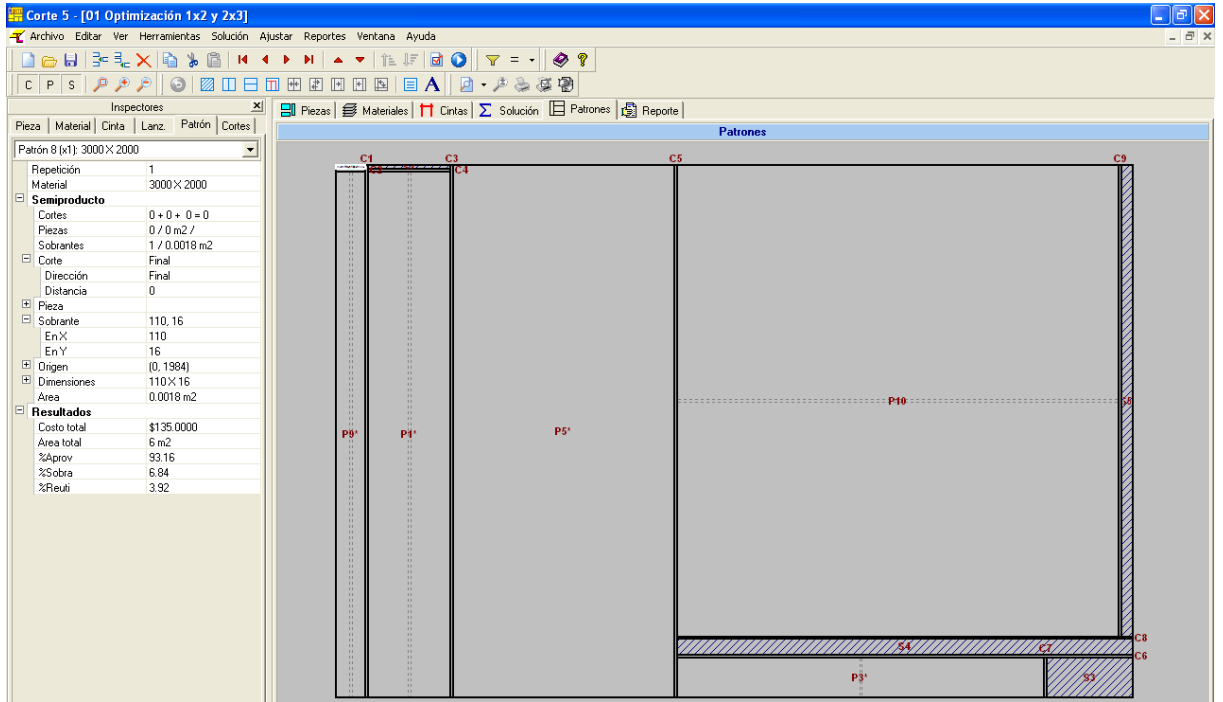 Corte 5 - [01 Optimización 1x2 y 2x3]
Archivo Editar Ver Herramientas Solución Ajustar Reportes Ventana Ayuda
C P S A
Inspectores
Pieza Material Cinta Lanz. Patrón Cortes
Piezas Materiales Cintas Solución Patrones Reporte
Patrones
Patrón 8 (x1): 3000 X 2000
Repetición 1
Material 3000 X 2000
Semiproducto
Cortes 0 + 0 + 0 = 0
Piezas 0 / 0 m2 /
Sobrantes 1 / 0.0018 m2
Corte Final
Dirección Final
Distancia 0
Pieza
Sobrante 110, 16
En X 110
En Y 16
Origen (0, 1984)
Dimensiones 110 X 16
Area 0.0018 m2
Resultados
Costo total $135.0000
Area total 6 m2
%Aprov 93.16
%Sobra 6.84
%Reuti 3.92
C1 C3 C5 C9
C4
P10
P9* P1* P5*
C8
S4 C7
C6
P3* S3